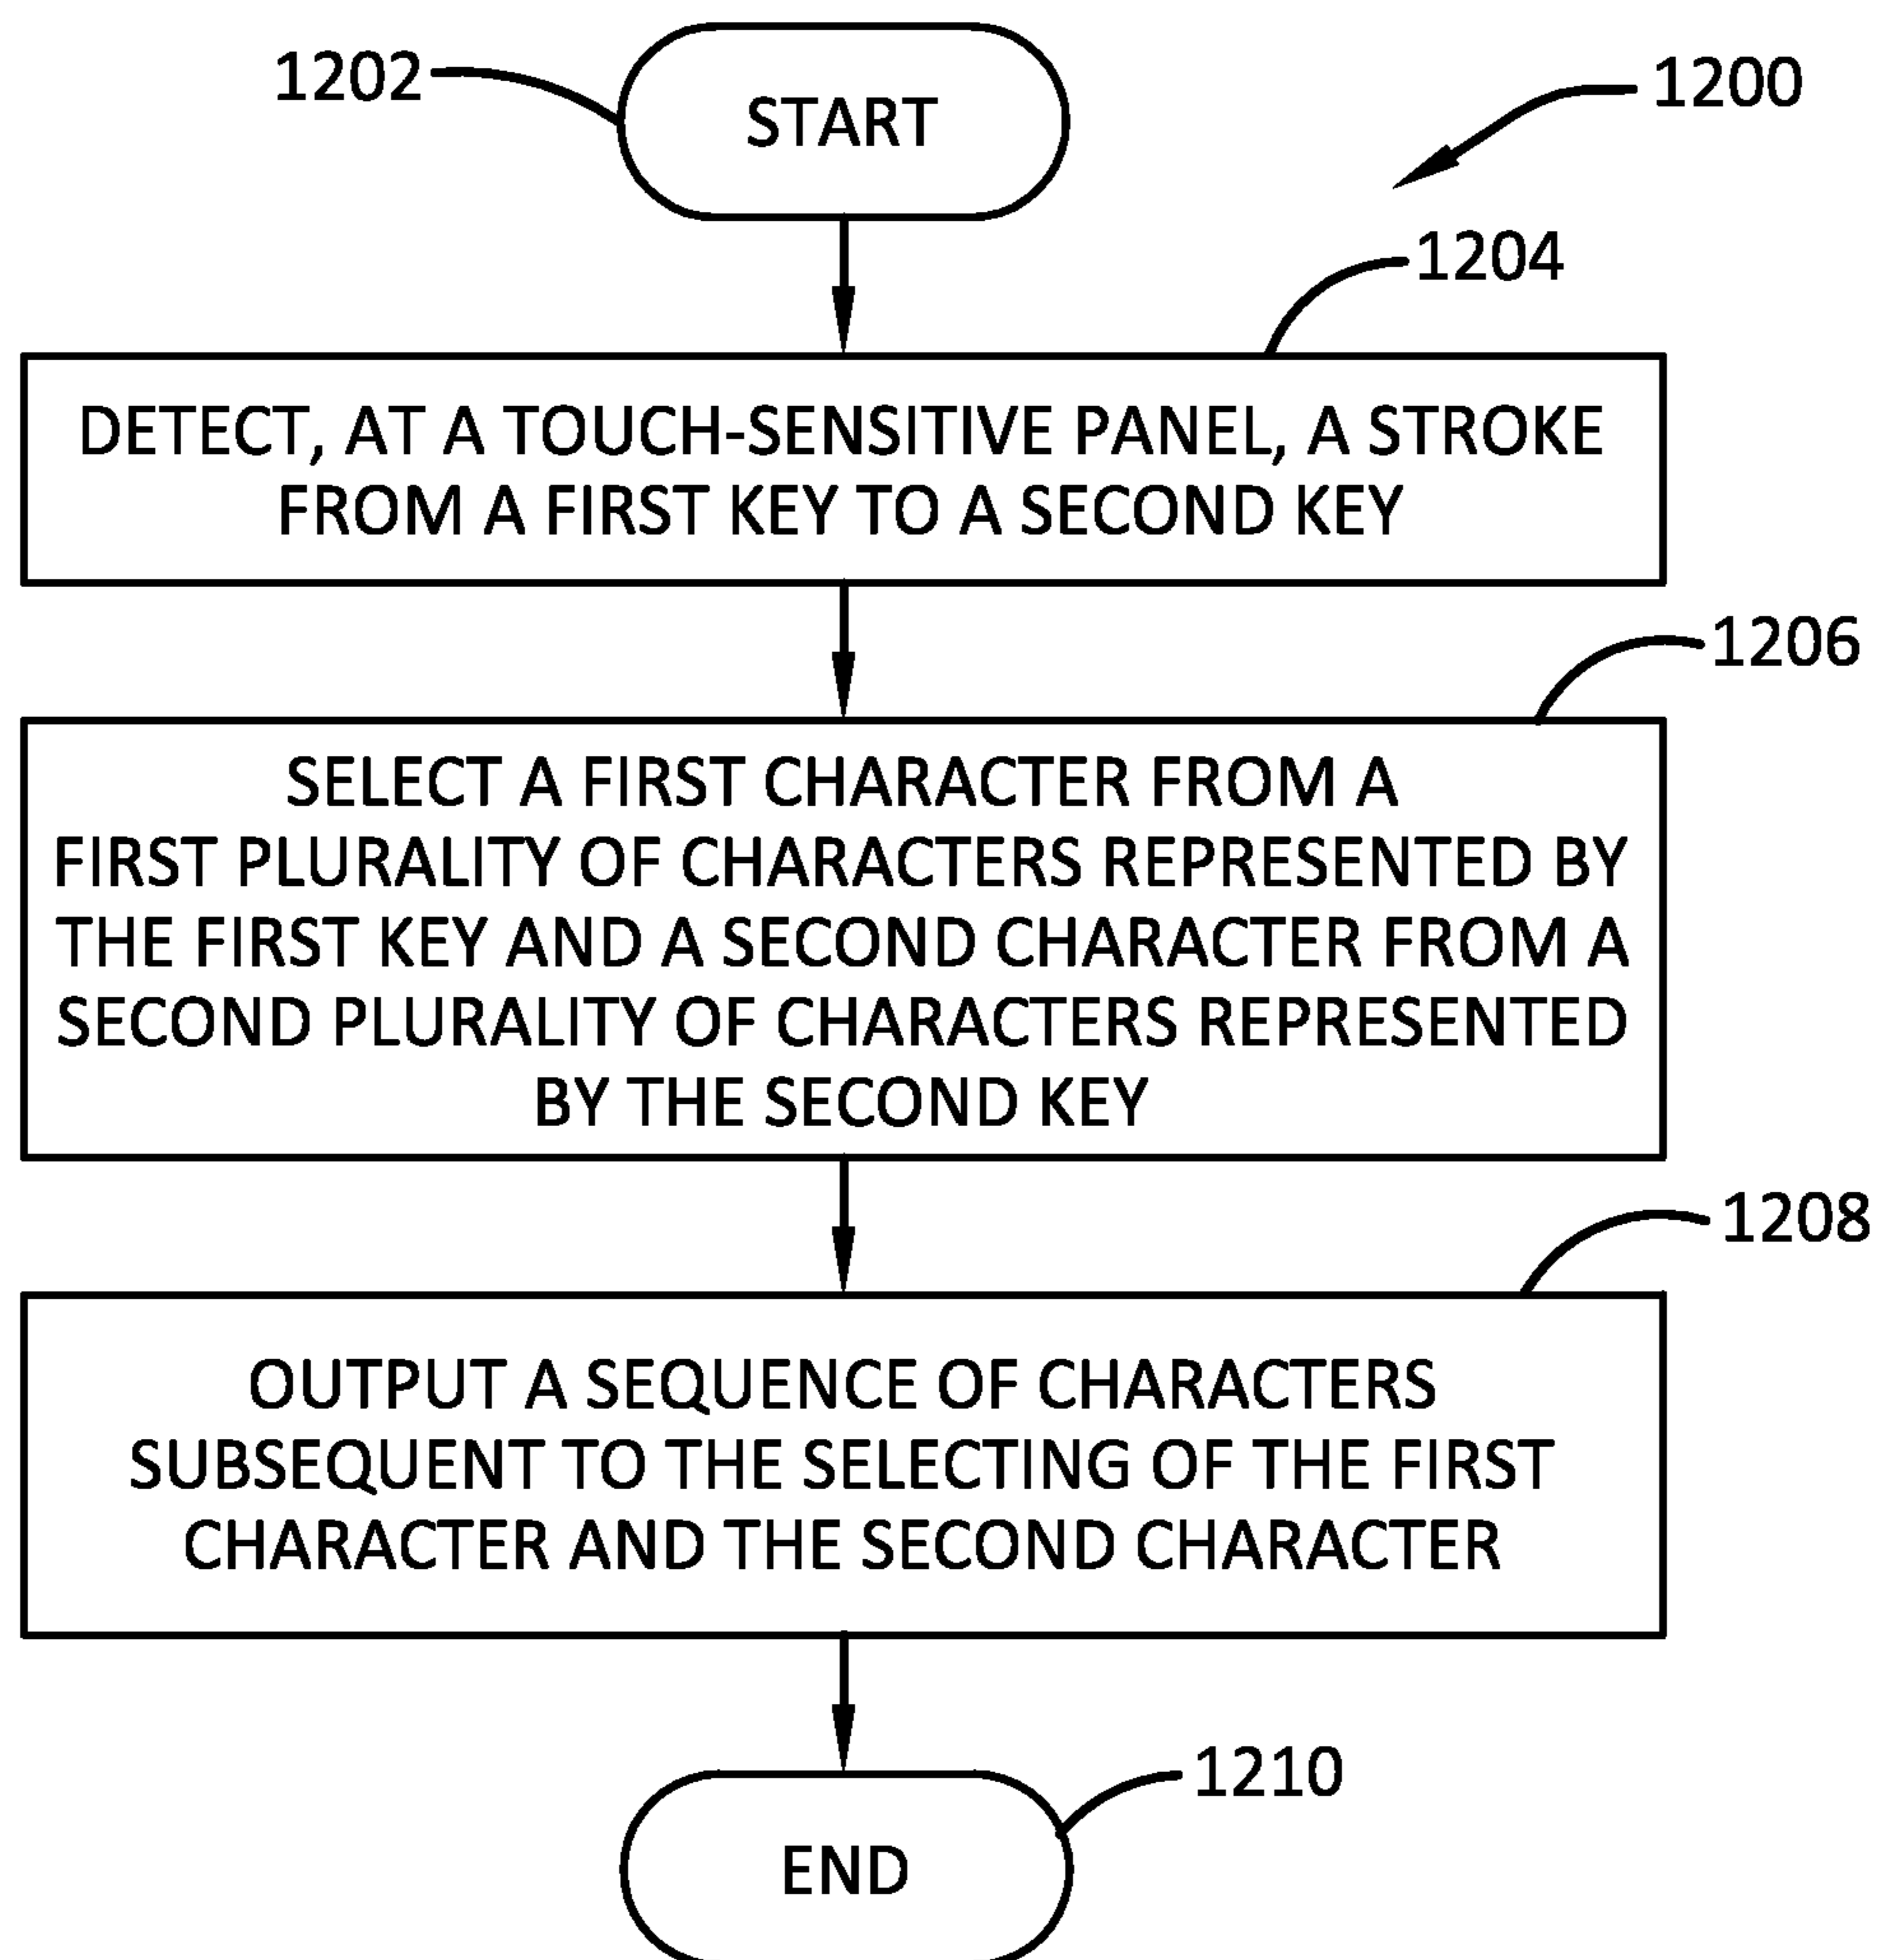 1202
START
1200
1204
DETECT, AT A TOUCH-SENSITIVE PANEL, A STROKE
FROM A FIRST KEY TO A SECOND KEY
1206
SELECT A FIRST CHARACTER FROM A
FIRST PLURALITY OF CHARACTERS REPRESENTED BY
THE FIRST KEY AND A SECOND CHARACTER FROM A
SECOND PLURALITY OF CHARACTERS REPRESENTED
BY THE SECOND KEY
1208
OUTPUT A SEQUENCE OF CHARACTERS
SUBSEQUENT TO THE SELECTING OF THE FIRST
CHARACTER AND THE SECOND CHARACTER
1210
END